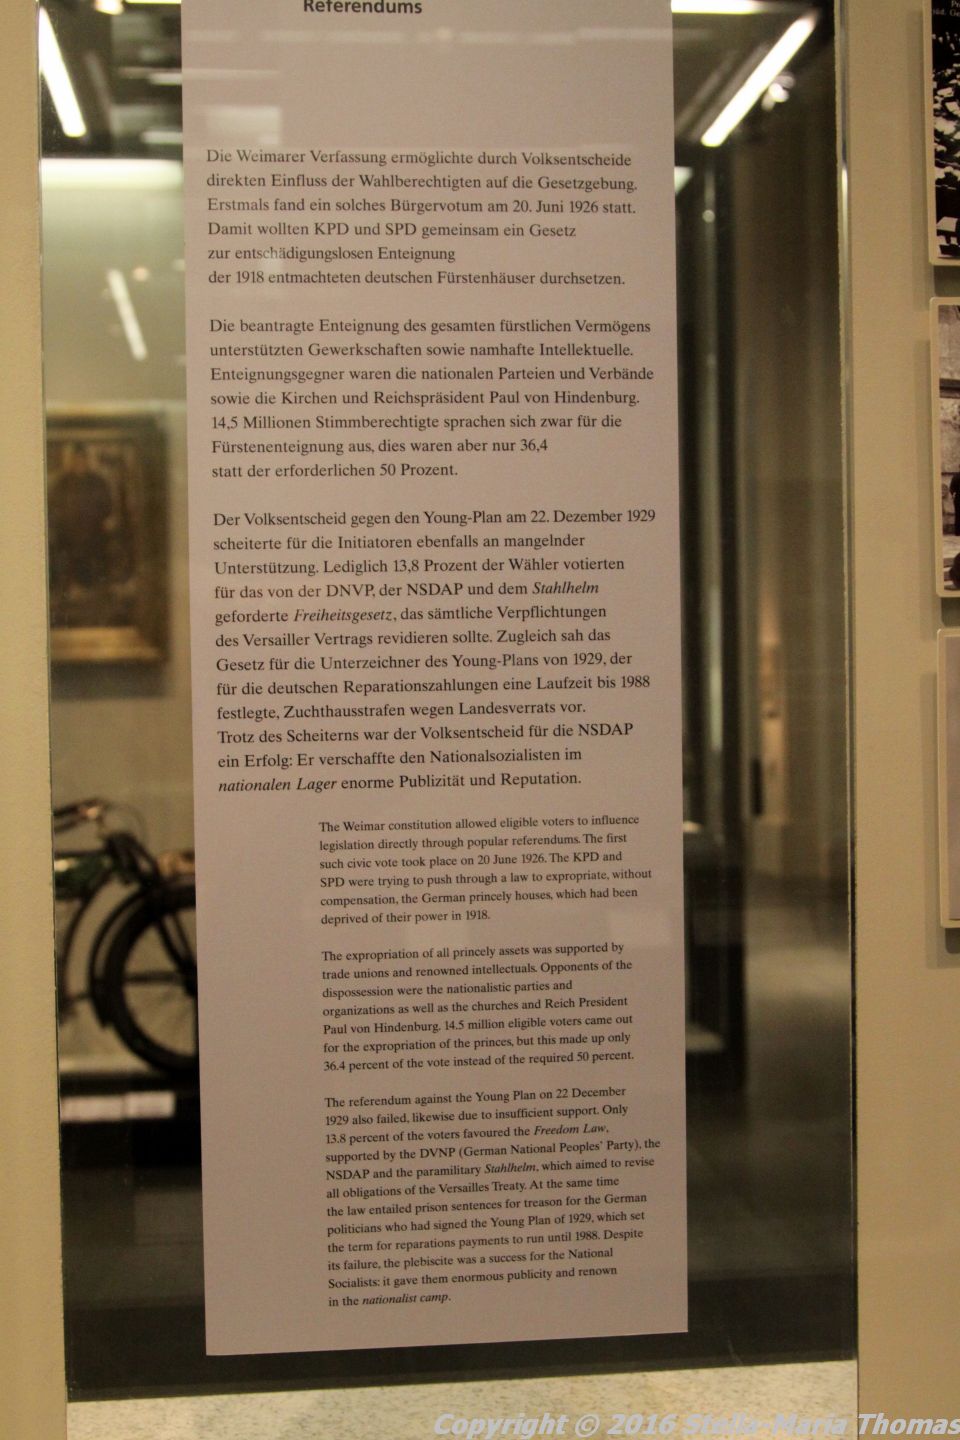 Referendums
Die Weimarer Verfassung ermöglichte durch Volksentscheide
direkten Einfluss der Wahlberechtigten auf die Gesetzgebung.
Erstmals fand ein solches Bürgervotum am 20. Juni 1926 statt.
Damit wollten KPD und SPD gemeinsam ein Gesetz
zur entschädigungslosen Enteignung
der 1918 entmachteten deutschen Fürstenhäuser durchsetzen.
Die beantragte Enteignung des gesamten fürstlichen Vermögens
unterstützten Gewerkschaften sowie namhafte Intellektuelle.
Enteignungsgegner waren die nationalen Parteien und Verbände
sowie die Kirchen und Reichspräsident Paul von Hindenburg.
14,5 Millionen Stimmberechtigte sprachen sich zwar für die
Fürstenenteignung aus, dies waren aber nur 36,4
statt der erforderlichen 50 Prozent.
Der Volksentscheid gegen den Young-Plan am 22. Dezember 1929
scheiterte für die Initiatoren ebenfalls an mangelnder
Unterstützung. Lediglich 13,8 Prozent der Wähler votierten
für das von der DNVP, der NSDAP und dem Stahlhelm
geforderte Freiheitsgesetz, das sämtliche Verpflichtungen
des Versailler Vertrags revidieren sollte. Zugleich sah das
Gesetz für die Unterzeichner des Young-Plans von 1929, der
für die deutschen Reparationszahlungen eine Laufzeit bis 1988
festlegte, Zuchthausstrafen wegen Landesverrats vor.
Trotz des Scheiterns war der Volksentscheid für die NSDAP
ein Erfolg: Er verschaffte den Nationalsozialisten im
nationalen Lager enorme Publizität und Reputation.
The Weimar constitution allowed eligible voters to influence
legislation directly through popular referendums. The first
such civic vote took place on 20 June 1926. The KPD and
SPD were trying to push through a law to expropriate, without
compensation, the German princely houses, which had been
deprived of their power in 1918.
The expropriation of all princely assets was supported by
trade unions and renowned intellectuals. Opponents of the
dispossession were the nationalistic parties and
organizations as well as the churches and Reich President
Paul von Hindenburg. 14.5 million eligible voters came out
for the expropriation of the princes, but this made up only
36.4 percent of the vote instead of the required 50 percent.
The referendum against the Young Plan on 22 December
1929 also failed, likewise due to insufficient support. Only
13.8 percent of the voters favoured the Freedom Law,
supported by the DVNP (German National Peoples' Party), the
NSDAP and the paramilitary Stahlhelm, which aimed to revise
all obligations of the Versailles Treaty. At the same time
the law entailed prison sentences for treason for the German
politicians who had signed the Young Plan of 1929, which set
the term for reparations payments to run until 1988. Despite
its failure, the plebiscite was a success for the National
Socialists: it gave them enormous publicity and renown
in the nationalist camp.
Copyright © 2016 Stella-Maria Thomas